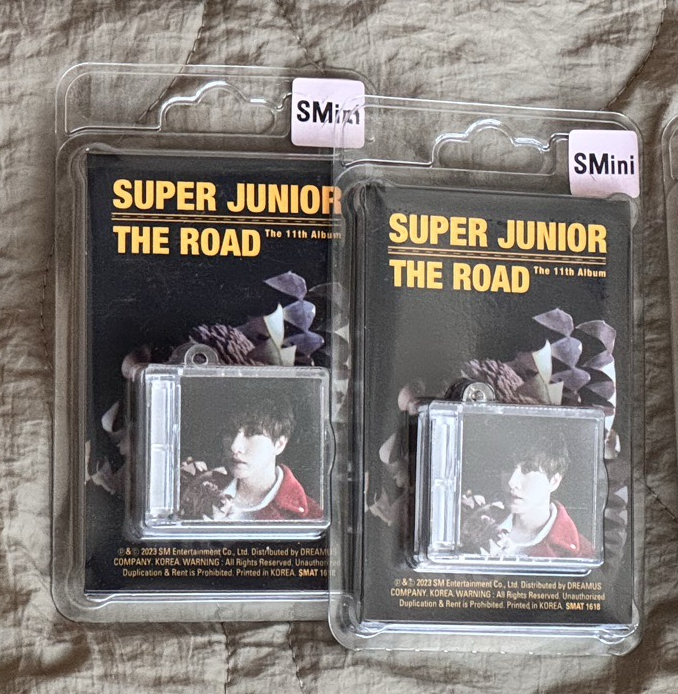 SMini
SUPER JUNIOR
THE ROAD The 11th Album
℗ & © 2023 SM Entertainment Co., Ltd. Distributed by DREAMUS
COMPANY. KOREA. WARNING : All Rights Reserved. Unauthorized
Duplication & Rent is Prohibited. Printed in KOREA. SMAT 1618
SMini
SUPER JUNIOR
THE ROAD The 11th Album
℗ & © 2023 SM Entertainment Co., Ltd. Distributed by DREAMUS
COMPANY. KOREA. WARNING : All Rights Reserved. Unauthorized
Duplication & Rent is Prohibited. Printed in KOREA. SMAT 1618